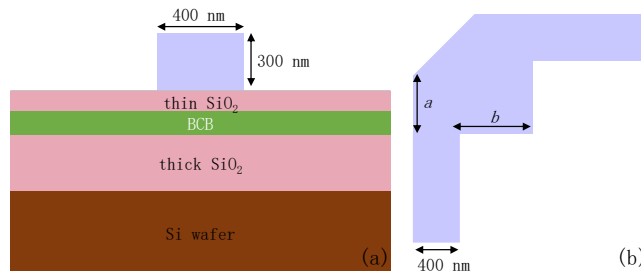 400 nm
300 nm
thin SiO₂
BCB
thick SiO₂
Si wafer
(a)
a
b
400 nm
(b)